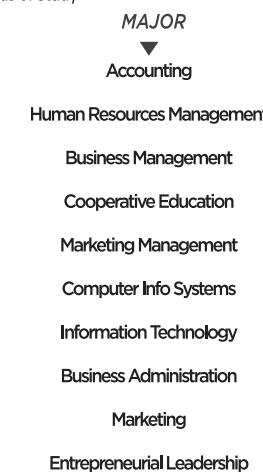 MAJOR
Accounting
Human Resources Management
Business Management
Cooperative Education
Marketing Management
Computer Info Systems
Information Technology
Business Administration
Marketing
Entrepreneurial Leadership